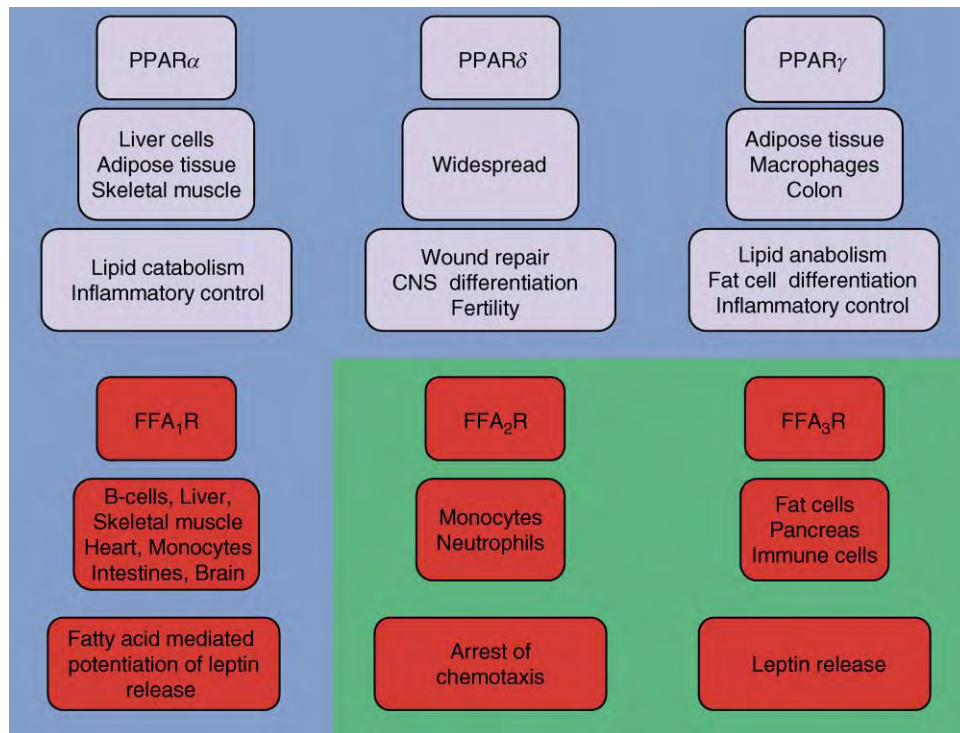 PPARα
Liver cells
Adipose tissue
Skeletal muscle
Lipid catabolism
Inflammatory control
PPARδ
Widespread
Wound repair
CNS differentiation
Fertility
PPARγ
Adipose tissue
Macrophages
Colon
Lipid anabolism
Fat cell differentiation
Inflammatory control
FFA₁R
B-cells, Liver,
Skeletal muscle
Heart, Monocytes
Intestines, Brain
Fatty acid mediated
potentiation of leptin
release
FFA₂R
Monocytes
Neutrophils
Arrest of
chemotaxis
FFA₃R
Fat cells
Pancreas
Immune cells
Leptin release